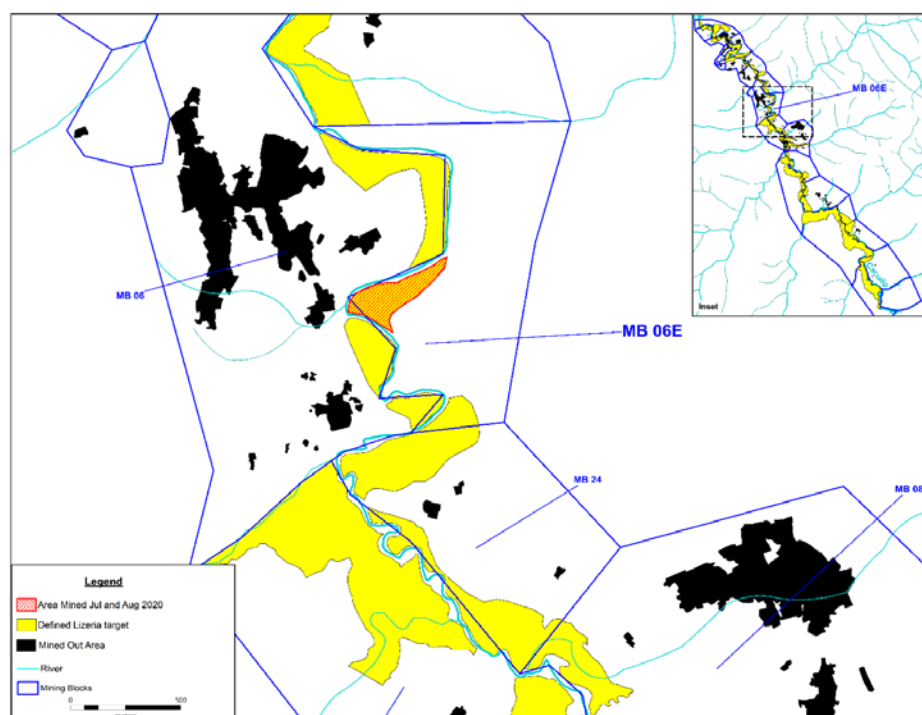 MB 06E
Inset
MB 06
MB 06E
MB 24
MB 08
Legend
Area Mined Jul and Aug 2020
Defined Lizeria target
Mined Out Area
River
Mining Blocks
0
500